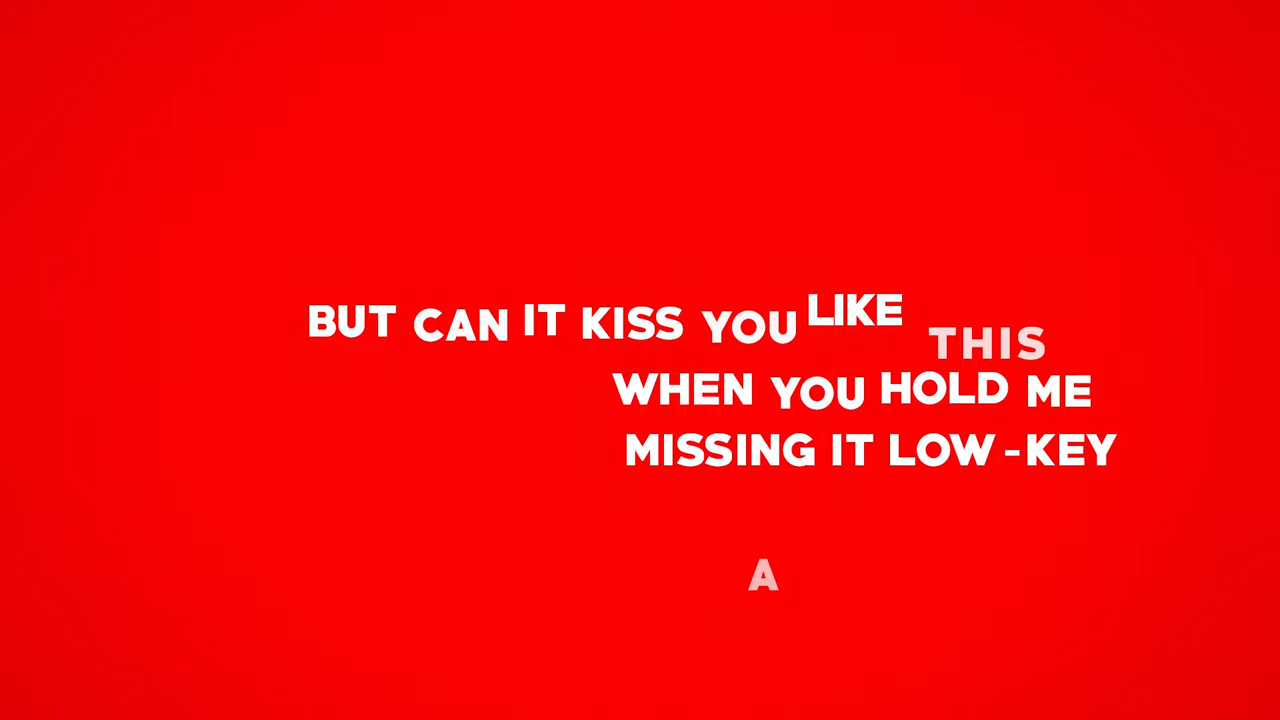 BUT CAN IT KISS YOU LIKE THIS
WHEN YOU HOLD ME
MISSING IT LOW-KEY
A